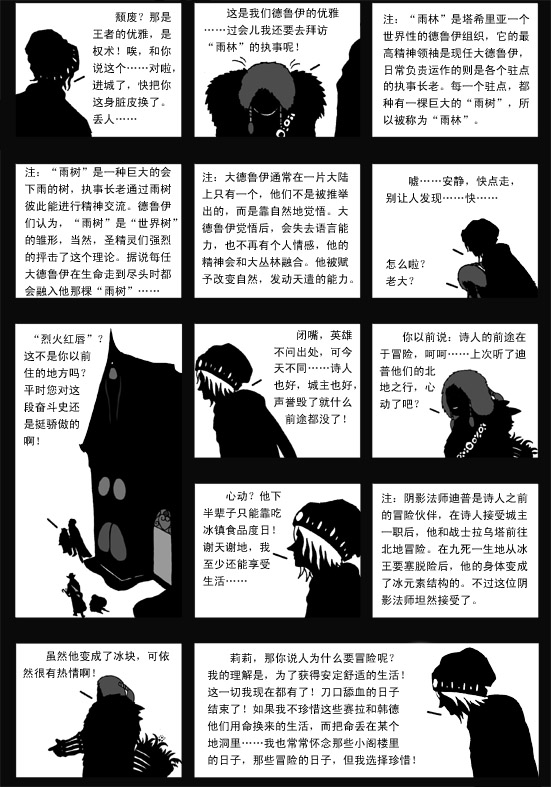 颓废？那是
王者的优雅，是
权术！唉，和你
说这个……对啦，
进城了，快把你
这身脏皮换了。
丢人……
这是我们德鲁伊的优雅
……过会儿我还要去拜访
“雨林”的执事呢！
注：“雨林”是塔希里亚一个
世界性的德鲁伊组织，它的最
高精神领袖是现任大德鲁伊，
日常负责运作的则是各个驻点
的执事长老。每一个驻点，都
种有一棵巨大的“雨树”，所
以被称为“雨林”。
注：“雨树”是一种巨大的会
下雨的树，执事长老通过雨树
彼此能进行精神交流。德鲁伊
们认为，“雨树”是“世界树”
的雏形，当然，圣精灵们强烈
的抨击了这个理论。据说每任
大德鲁伊在生命走到尽头时都
会融入他那棵“雨树”……
注：大德鲁伊通常在一片大陆
上只有一个，他们不是被推举
出的，而是靠自然地觉悟。大
德鲁伊觉悟后，会失去语言能
力，也不再有个人情感，他的
精神会和大丛林融合。他被赋
予改变自然，发动天遣的能力。
嘘……安静，快点走，
别让人发现……快……
怎么啦？
老大？
“烈火红唇”？
这不是你以前
住的地方吗？
平时您对这
段奋斗史还
是挺骄傲的
啊！
闭嘴，英雄
不问出处，可今
天不同……诗人
也好，城主也好，
声誉毁了就什么
前途都没了！
你以前说：诗人的前途在
于冒险，呵呵……上次听了迪
普他们的北
地之行，心
动了吧？
心动？他下
半辈子只能靠吃
冰镇食品度日！
谢天谢地，我
至少还能享受
生活……
注：阴影法师迪普是诗人之前
的冒险伙伴，在诗人接受城主
一职后，他和战士拉乌塔前往
北地冒险。在九死一生地从冰
王要塞脱险后，他的身体变成
了冰元素结构的。不过这位阴
影法师坦然接受了。
虽然他变成了冰块，可依
然很有热情啊！
莉莉，那你说人为什么要冒险呢？
我的理解是，为了获得安定舒适的生活！
这一切我现在都有了！刀口舔血的日子
结束了！如果我不珍惜这些赛拉和韩德
他们用命换来的生活，而把命丢在某个
地洞里……我也常常怀念那些小阁楼里
的日子，那些冒险的日子，但我选择珍惜！